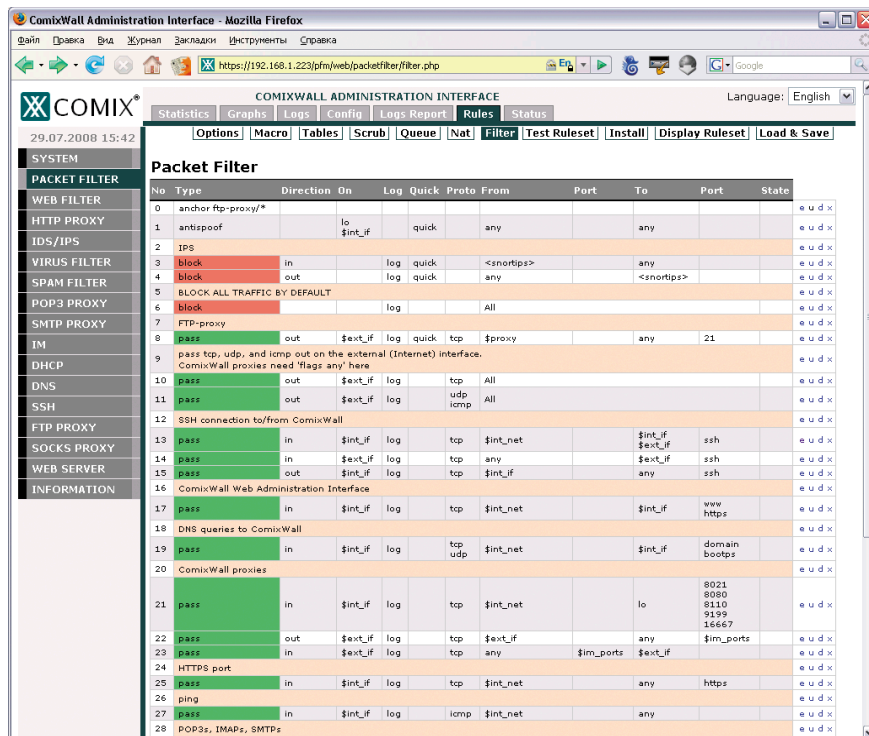 ComixWall Administration Interface - Mozilla Firefox
Файл Правка Вид Журнал Закладки Инструменты Справка
https://192.168.1.223/pfm/web/packetfilter/filter.php
En
Google
COMIX
COMIXWALL ADMINISTRATION INTERFACE
Language: English
Statistics Graphs Logs Config Logs Report Rules Status
29.07.2008 15:42
Options Macro Tables Scrub Queue Nat Filter Test Ruleset Install Display Ruleset Load & Save
SYSTEM
PACKET FILTER
WEB FILTER
HTTP PROXY
IDS/IPS
VIRUS FILTER
SPAM FILTER
POP3 PROXY
SMTP PROXY
IM
DHCP
DNS
SSH
FTP PROXY
SOCKS PROXY
WEB SERVER
INFORMATION
Packet Filter
No Type Direction On Log Quick Proto From Port To Port State
0 anchor ftp-proxy/* e u d x
1 antispoof lo $int_if quick any any e u d x
2 IPS e u d x
3 block in log quick <snortips> any e u d x
4 block out log quick any <snortips> e u d x
5 BLOCK ALL TRAFFIC BY DEFAULT e u d x
6 block log All e u d x
7 FTP-proxy e u d x
8 pass out $ext_if log quick tcp $proxy any 21 e u d x
9 pass tcp, udp, and icmp out on the external (Internet) interface.
ComixWall proxies need 'flags any' here e u d x
10 pass out $ext_if log tcp All e u d x
11 pass out $ext_if log udp icmp All e u d x
12 SSH connection to/from ComixWall e u d x
13 pass in $int_if log tcp $int_net $int_if $ext_if ssh e u d x
14 pass in $ext_if log tcp any $ext_if ssh e u d x
15 pass out $int_if log tcp $int_if any ssh e u d x
16 ComixWall Web Administration Interface e u d x
17 pass in $int_if log tcp $int_net $int_if www https e u d x
18 DNS queries to ComixWall e u d x
19 pass in $int_if log tcp udp $int_net $int_if domain bootps e u d x
20 ComixWall proxies e u d x
21 pass in $int_if log tcp $int_net lo 8021 8080 8110 9199 16667 e u d x
22 pass out $ext_if log tcp $ext_if any $im_ports e u d x
23 pass in $ext_if log tcp any $im_ports $ext_if e u d x
24 HTTPS port e u d x
25 pass in $int_if log tcp $int_net any https e u d x
26 ping e u d x
27 pass in $int_if log icmp $int_net any e u d x
28 POP3s, IMAPs, SMTPs e u d x